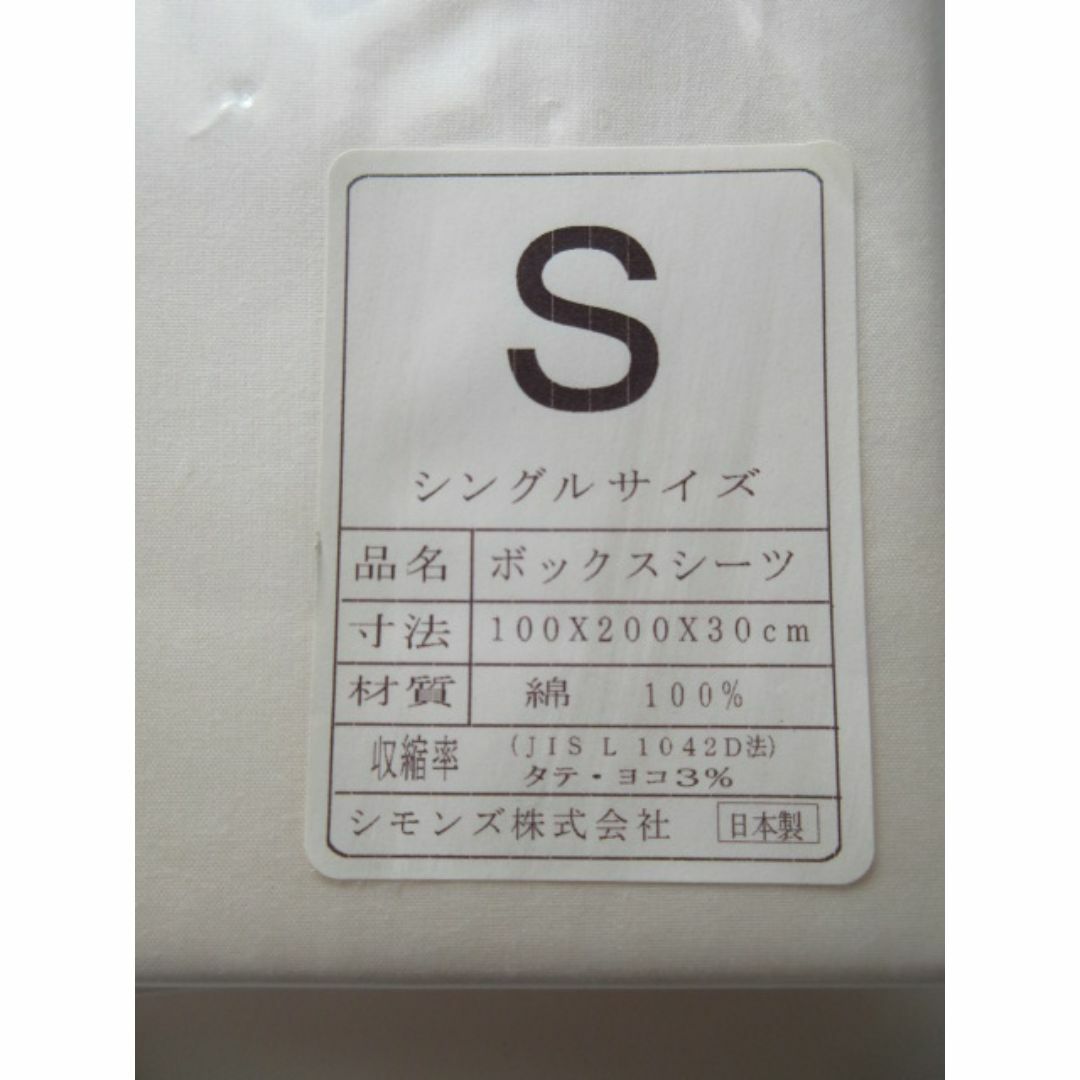 S
シングルサイズ
品名 ボックスシーツ
寸法 100X200X30cm
材質 綿 100%
収縮率 (JIS L 1042D法)
タテ・ヨコ3%
シモンズ株式会社 日本製